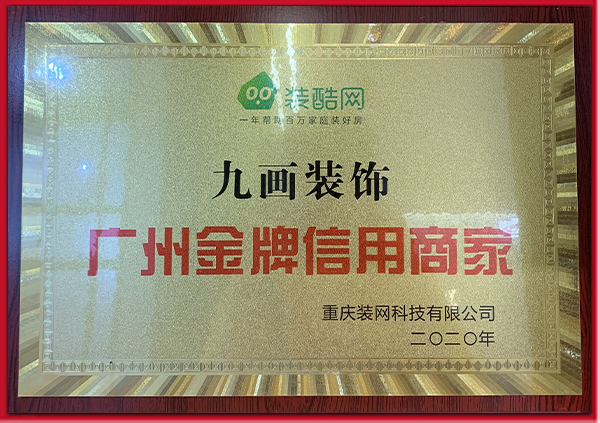 装酷网
一年帮助百万家庭装好房
九画装饰
广州金牌信用商家
重庆装网科技有限公司
二〇二〇年